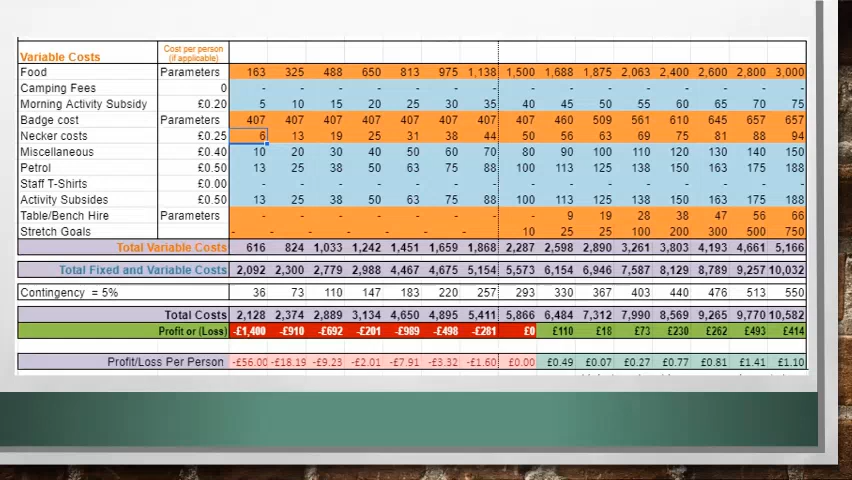 Variable Costs Cost per person (if applicable)
Food Parameters 163 325 488 650 813 975 1,138 1,500 1,688 1,875 2,063 2,400 2,600 2,800 3,000
Camping Fees 0 - - - - - - - - - - - - - - -
Morning Activity Subsidy £0.20 5 10 15 20 25 30 35 40 45 50 55 60 65 70 75
Badge cost Parameters 407 407 407 407 407 407 407 407 460 509 561 610 645 657 657
Necker costs £0.25 6 13 19 25 31 38 44 50 56 63 69 75 81 88 94
Miscellaneous £0.40 10 20 30 40 50 60 70 80 90 100 110 120 130 140 150
Petrol £0.50 13 25 38 50 63 75 88 100 113 125 138 150 163 175 188
Staff T-Shirts £0.00 - - - - - - - - - - - - - - -
Activity Subsides £0.50 13 25 38 50 63 75 88 100 113 125 138 150 163 175 188
Table/Bench Hire Parameters - - - - - - - - 9 19 28 38 47 56 66
Stretch Goals - - - - - - - 10 25 25 100 200 300 500 750
Total Variable Costs 616 824 1,033 1,242 1,451 1,659 1,868 2,287 2,598 2,890 3,261 3,803 4,193 4,661 5,166
Total Fixed and Variable Costs 2,092 2,300 2,779 2,988 4,467 4,675 5,154 5,573 6,154 6,946 7,587 8,129 8,789 9,257 10,032
Contingency = 5% 36 73 110 147 183 220 257 293 330 367 403 440 476 513 550
Total Costs 2,128 2,374 2,889 3,134 4,650 4,895 5,411 5,866 6,484 7,312 7,990 8,569 9,265 9,770 10,582
Profit or (Loss) -£1,400 -£910 -£692 -£201 -£989 -£498 -£281 £0 £110 £18 £73 £230 £262 £493 £414
Profit/Loss Per Person -£56.00 -£18.19 -£9.23 -£2.01 -£7.91 -£3.32 -£1.60 £0.00 £0.49 £0.07 £0.27 £0.77 £0.81 £1.41 £1.10